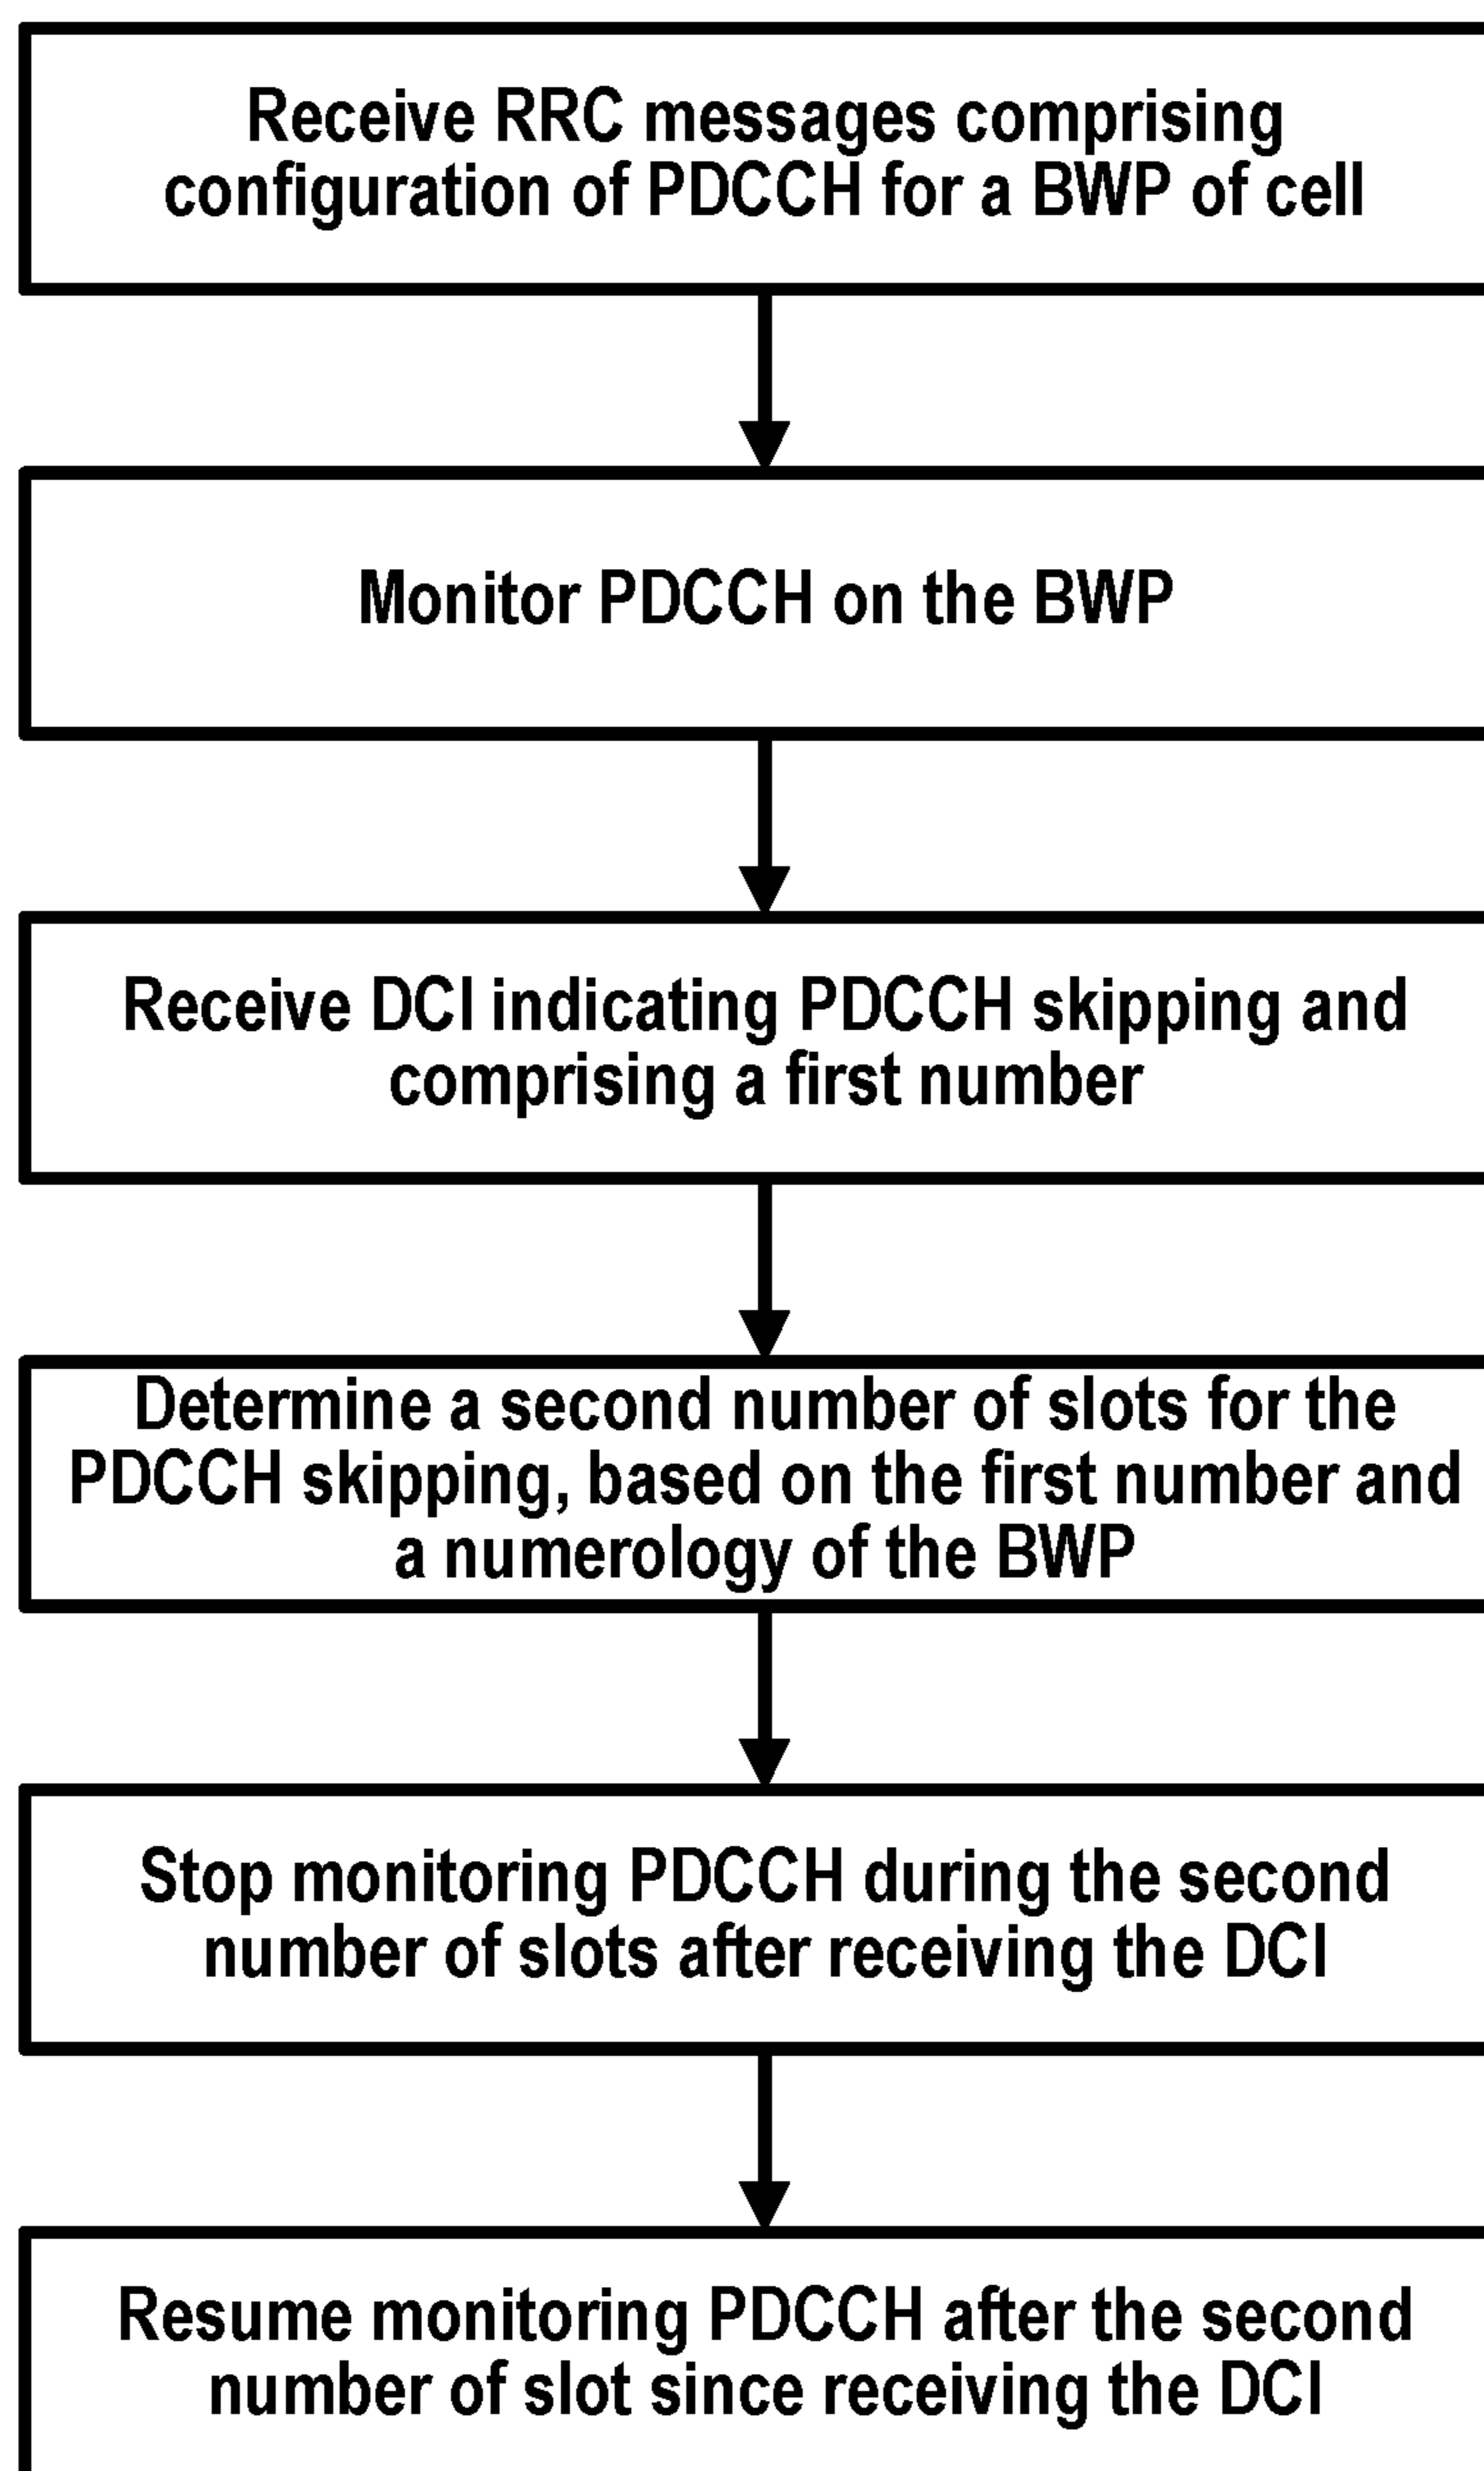 Receive RRC messages comprising
configuration of PDCCH for a BWP of cell
Monitor PDCCH on the BWP
Receive DCI indicating PDCCH skipping and
comprising a first number
Determine a second number of slots for the
PDCCH skipping, based on the first number and
a numerology of the BWP
Stop monitoring PDCCH during the second
number of slots after receiving the DCI
Resume monitoring PDCCH after the second
number of slot since receiving the DCI